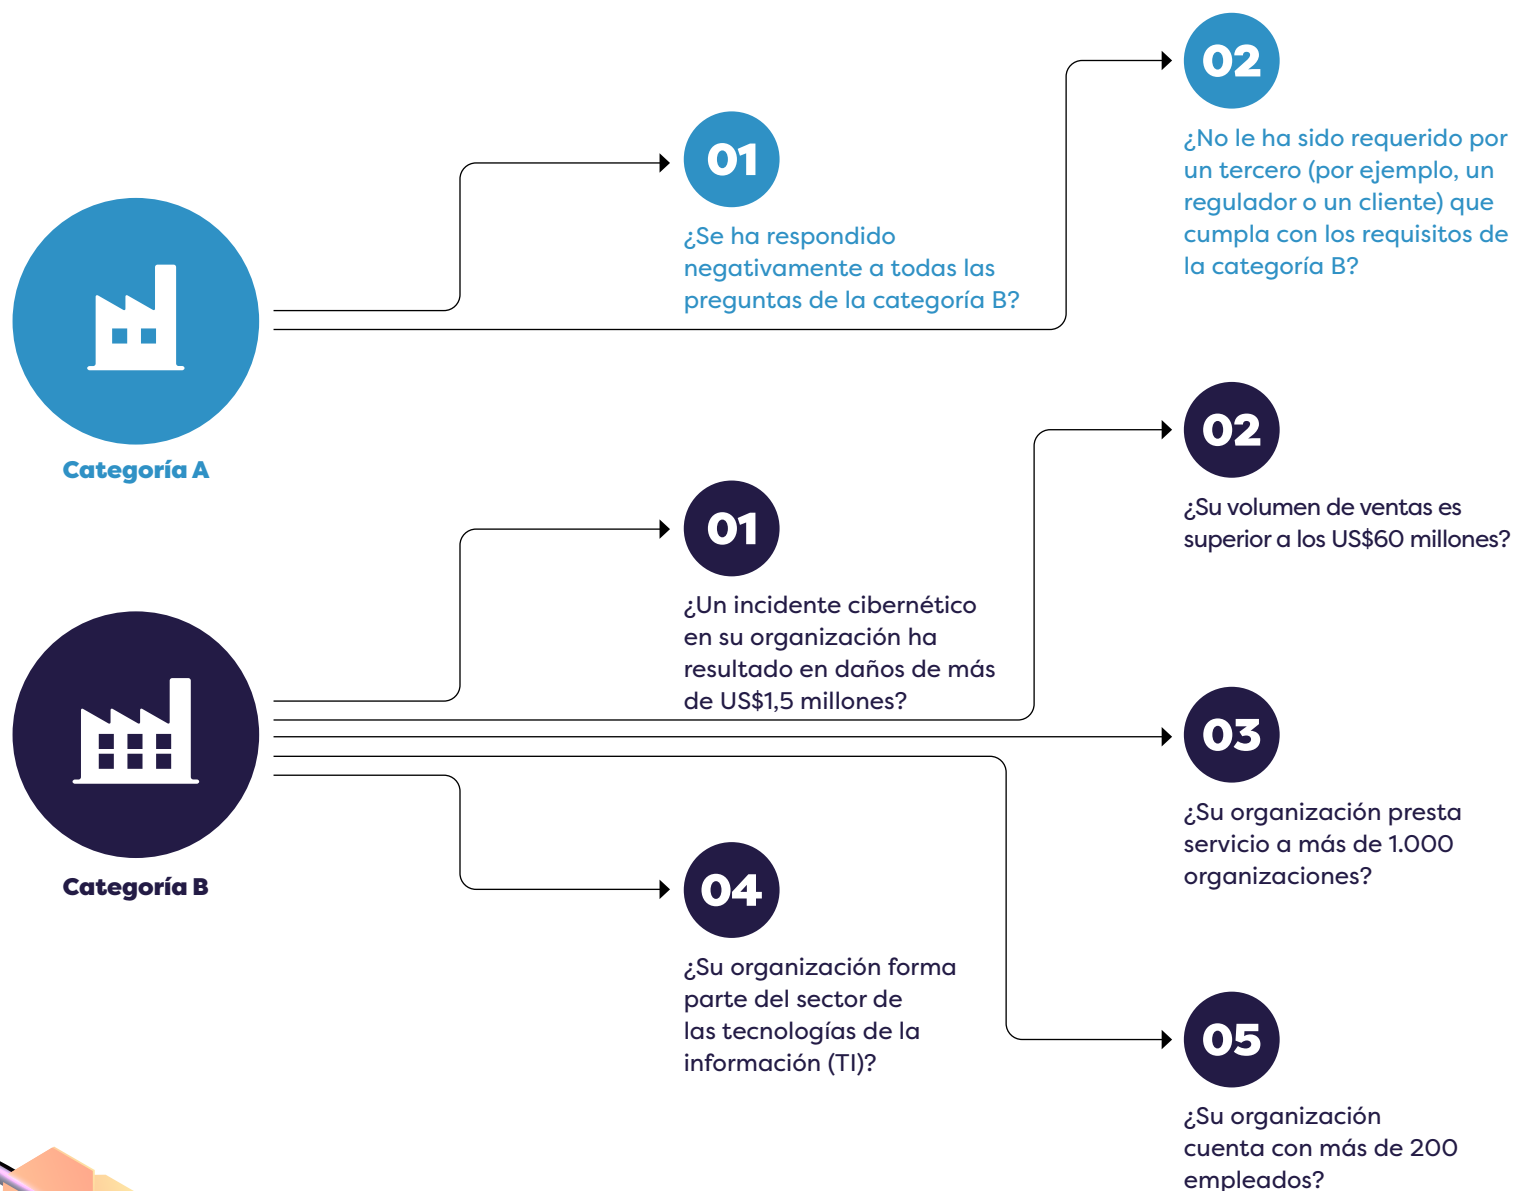 Categoría A
01
¿Se ha respondido
negativamente a todas las
preguntas de la categoría B?
02
¿No le ha sido requerido por
un tercero (por ejemplo, un
regulador o un cliente) que
cumpla con los requisitos de
la categoría B?
Categoría B
01
¿Un incidente cibernético
en su organización ha
resultado en daños de más
de US$1,5 millones?
02
¿Su volumen de ventas es
superior a los US$60 millones?
03
¿Su organización presta
servicio a más de 1.000
organizaciones?
04
¿Su organización forma
parte del sector de
las tecnologías de la
información (TI)?
05
¿Su organización
cuenta con más de 200
empleados?